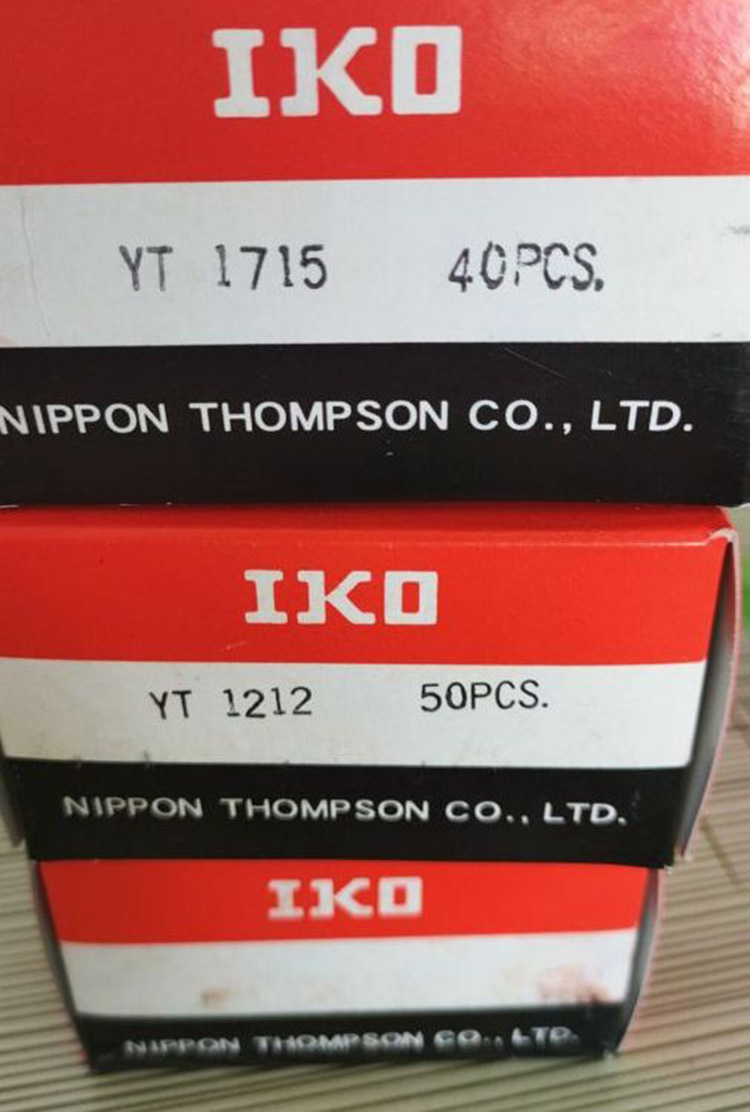 IKO
YT 1715 40PCS.
NIPPON THOMPSON CO., LTD.
IKO
YT 1212 50PCS.
NIPPON THOMPSON CO., LTD.
IKO
NIPPON THOMPSON CO., LTD.